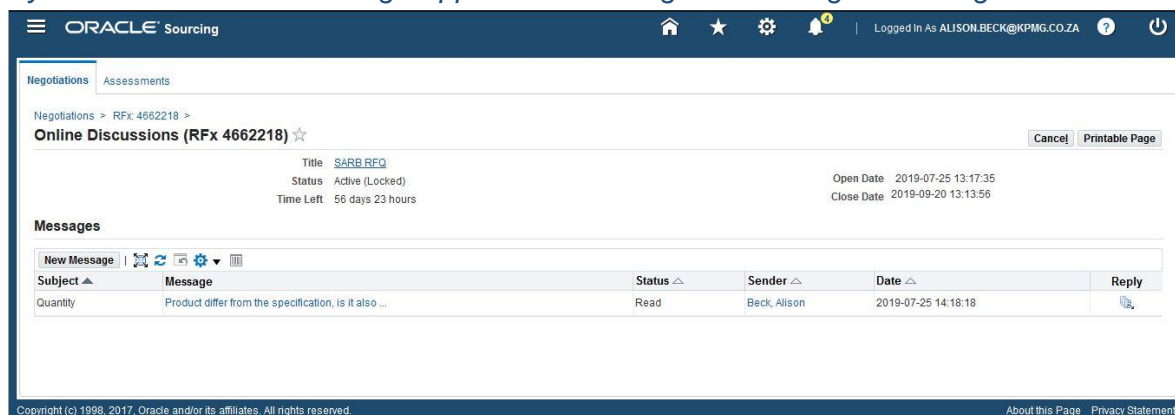 ORACLE Sourcing
4
Logged In As ALISON.BECK@KPMG.CO.ZA
?
Negotiations Assessments
Negotiations > RFx: 4662218 >
Online Discussions (RFx 4662218)
Cancel Printable Page
Title SARB RFQ
Status Active (Locked)
Time Left 56 days 23 hours
Open Date 2019-07-25 13:17:35
Close Date 2019-09-20 13:13:56
Messages
New Message
Subject Message Status Sender Date Reply
Quantity Product differ from the specification, is it also ... Read Beck, Alison 2019-07-25 14:18:18
Copyright (c) 1998, 2017, Oracle and/or its affiliates. All rights reserved.
About this Page Privacy Statement